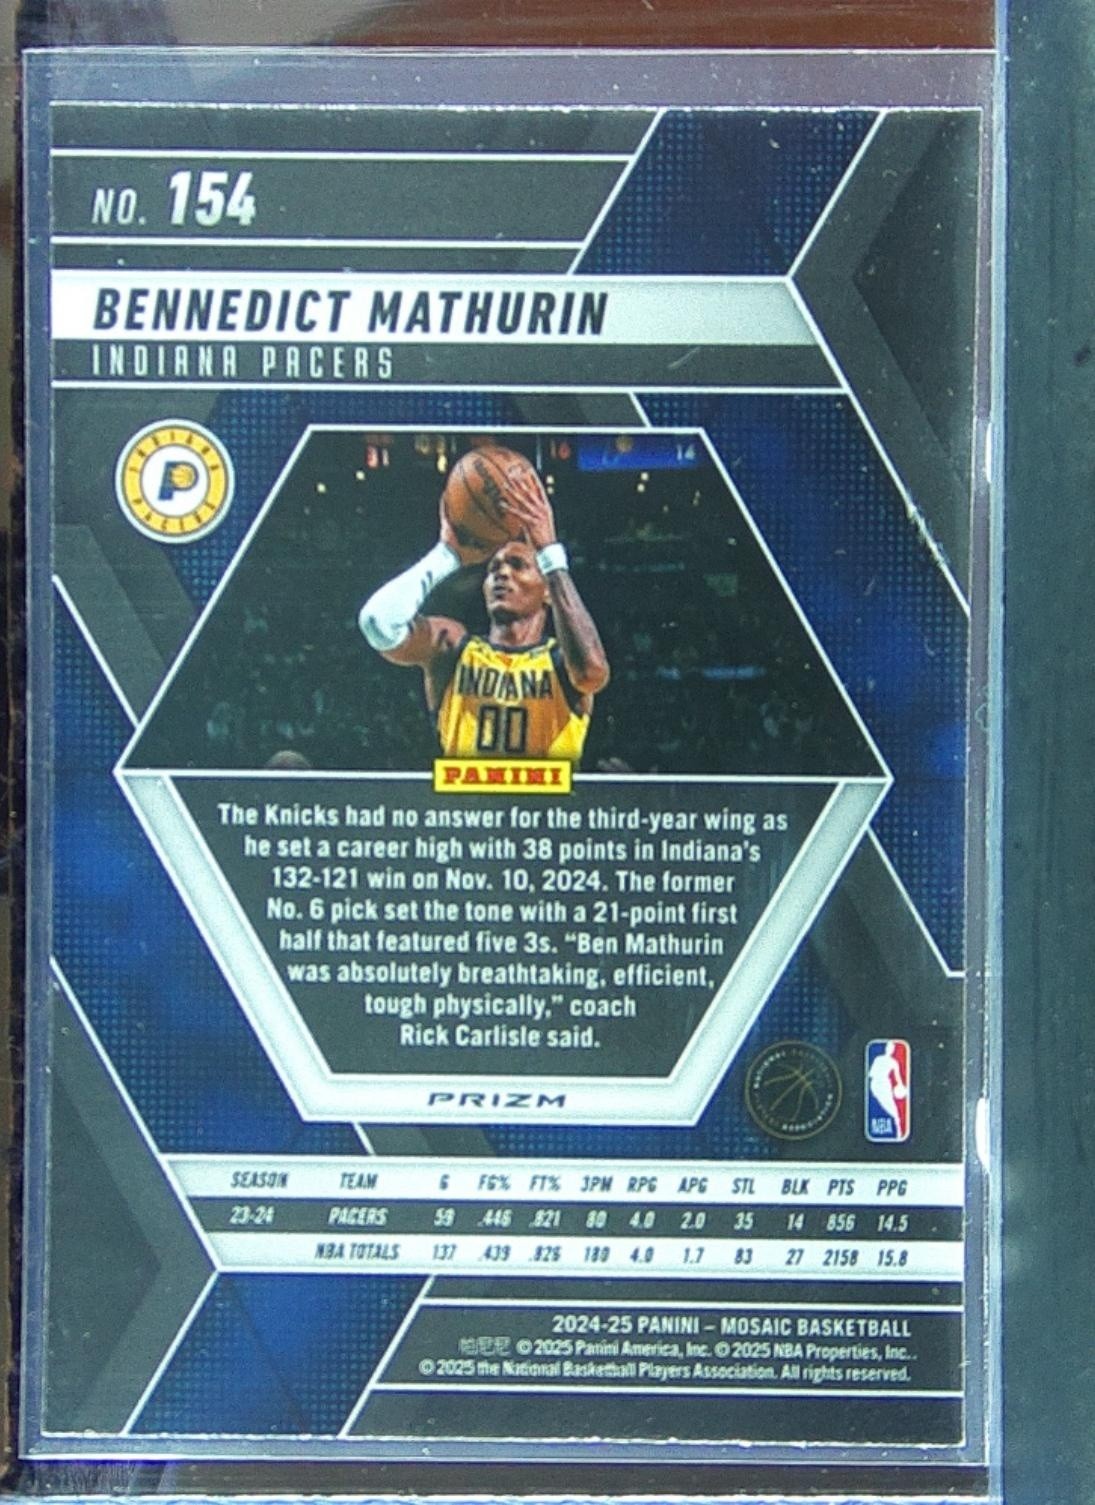 NO. 154
BENNEDICT MATHURIN
INDIANA PACERS
INDIANA
P
PACERS
31
16
14
INDIANA
00
PANINI
The Knicks had no answer for the third-year wing as
he set a career high with 38 points in Indiana's
132-121 win on Nov. 10, 2024. The former
No. 6 pick set the tone with a 21-point first
half that featured five 3s. “Ben Mathurin
was absolutely breathtaking, efficient,
tough physically,” coach
Rick Carlisle said.
PRIZM
NBA
SEASON TEAM G FG% FT% 3PM RPG APG STL BLK PTS PPG
23-24 PACERS 59 .446 .821 80 4.0 2.0 35 14 856 14.5
NBA TOTALS 137 .439 .826 180 4.0 1.7 83 27 2158 15.8
2024-25 PANINI – MOSAIC BASKETBALL
© 2025 Panini America, Inc. © 2025 NBA Properties, Inc..
© 2025 the National Basketball Players Association. All rights reserved.